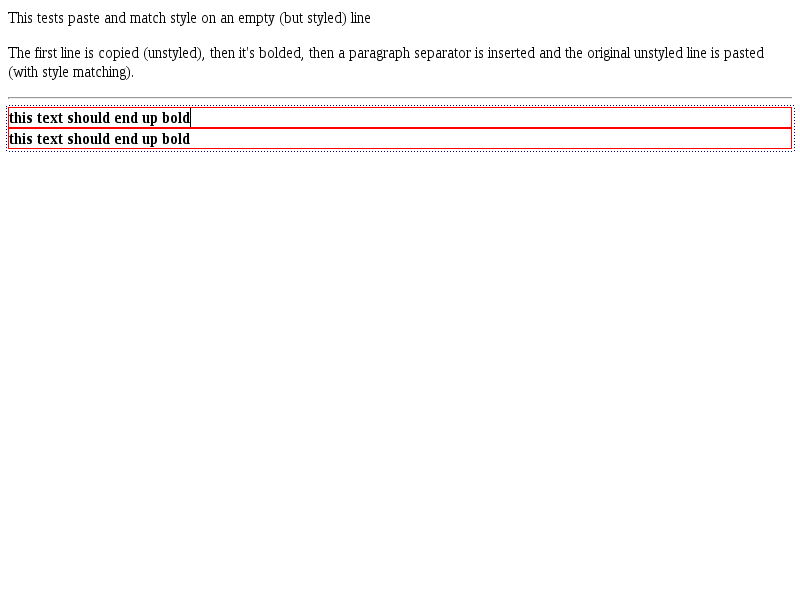 This tests paste and match style on an empty (but styled) line
The first line is copied (unstyled), then it's bolded, then a paragraph separator is inserted and the original unstyled line is pasted
(with style matching).
this text should end up bold
this text should end up bold